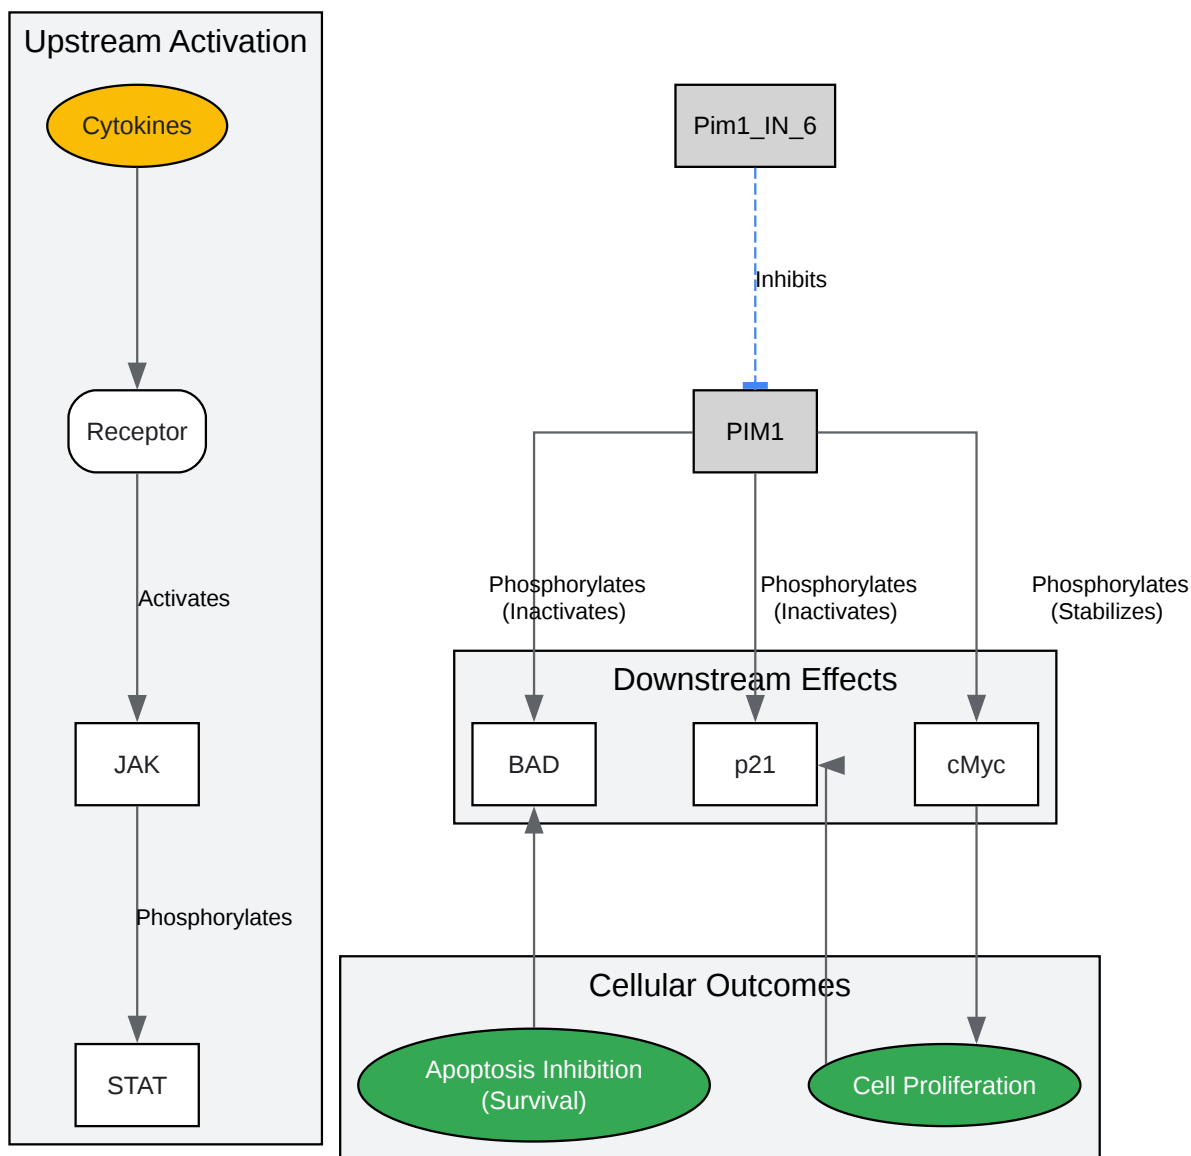 Upstream Activation
Cytokines
Receptor
Activates
JAK
Phosphorylates
STAT
Pim1_IN_6
Inhibits
PIM1
Phosphorylates
(Inactivates)
Phosphorylates
(Inactivates)
Phosphorylates
(Stabilizes)
Downstream Effects
BAD
p21
cMyc
Cellular Outcomes
Apoptosis Inhibition
(Survival)
Cell Proliferation